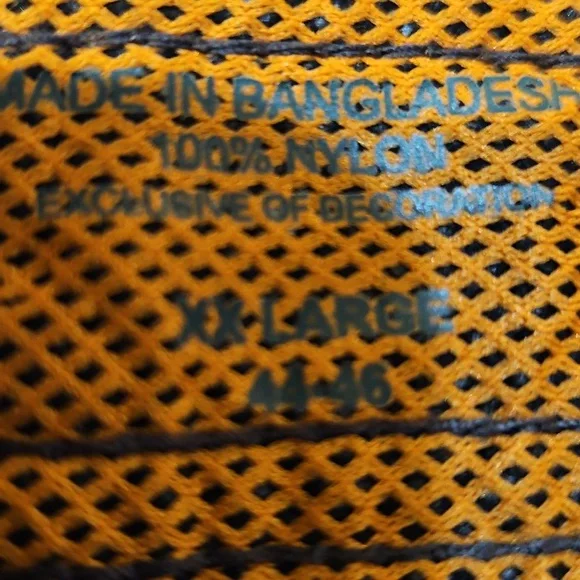 MADE IN BANGLADESH
100% NYLON
EXCLUSIVE OF DECORATION
XX-LARGE
44-46